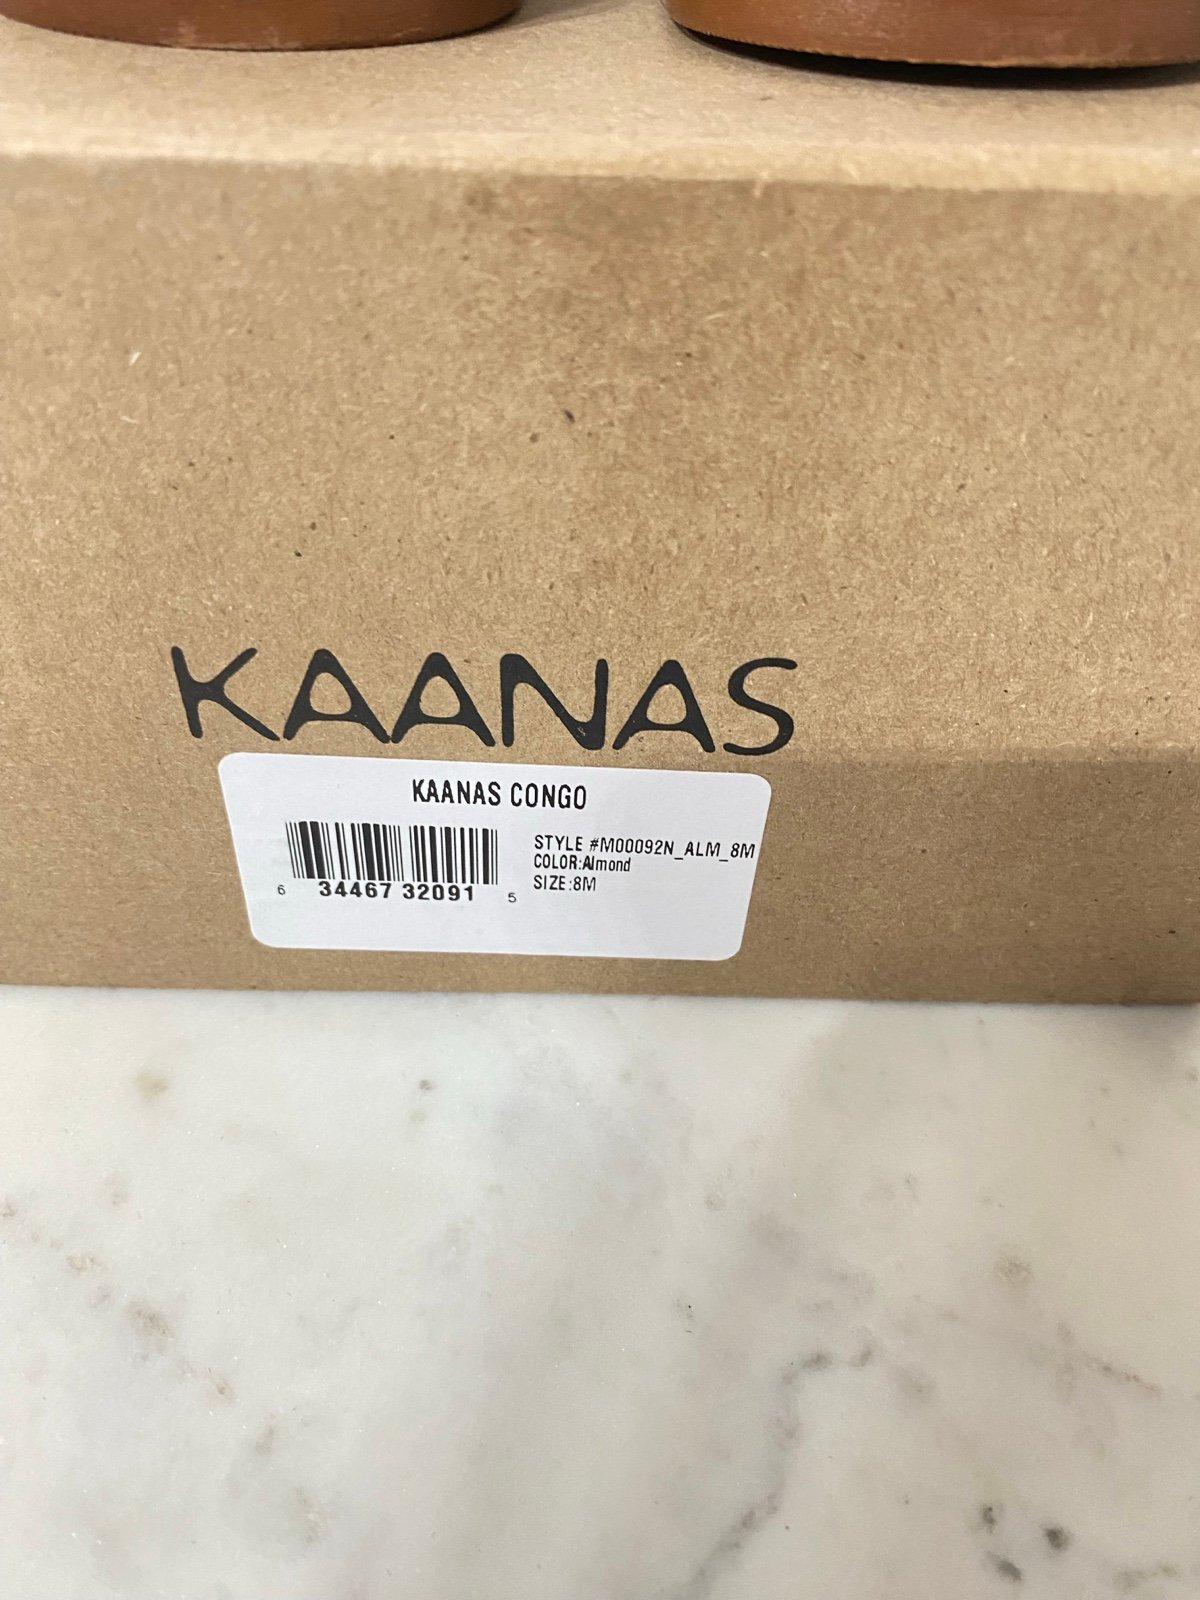 KAANAS
KAANAS CONGO
STYLE #M00092N_ALM_8M
COLOR:Almond
SIZE:8M
6 34467 32091 5